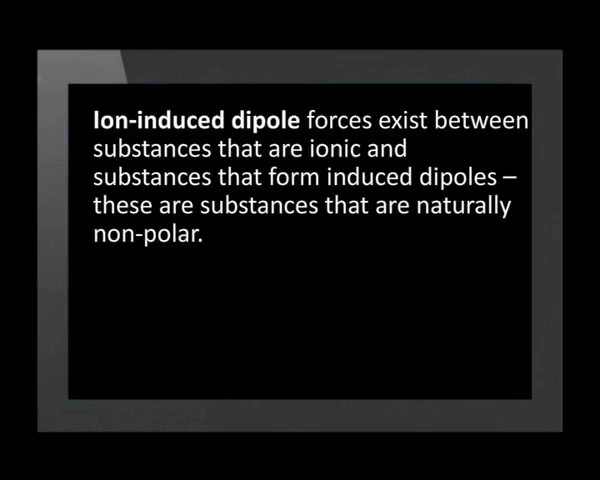 Ion-induced dipole forces exist between
substances that are ionic and
substances that form induced dipoles –
these are substances that are naturally
non-polar.